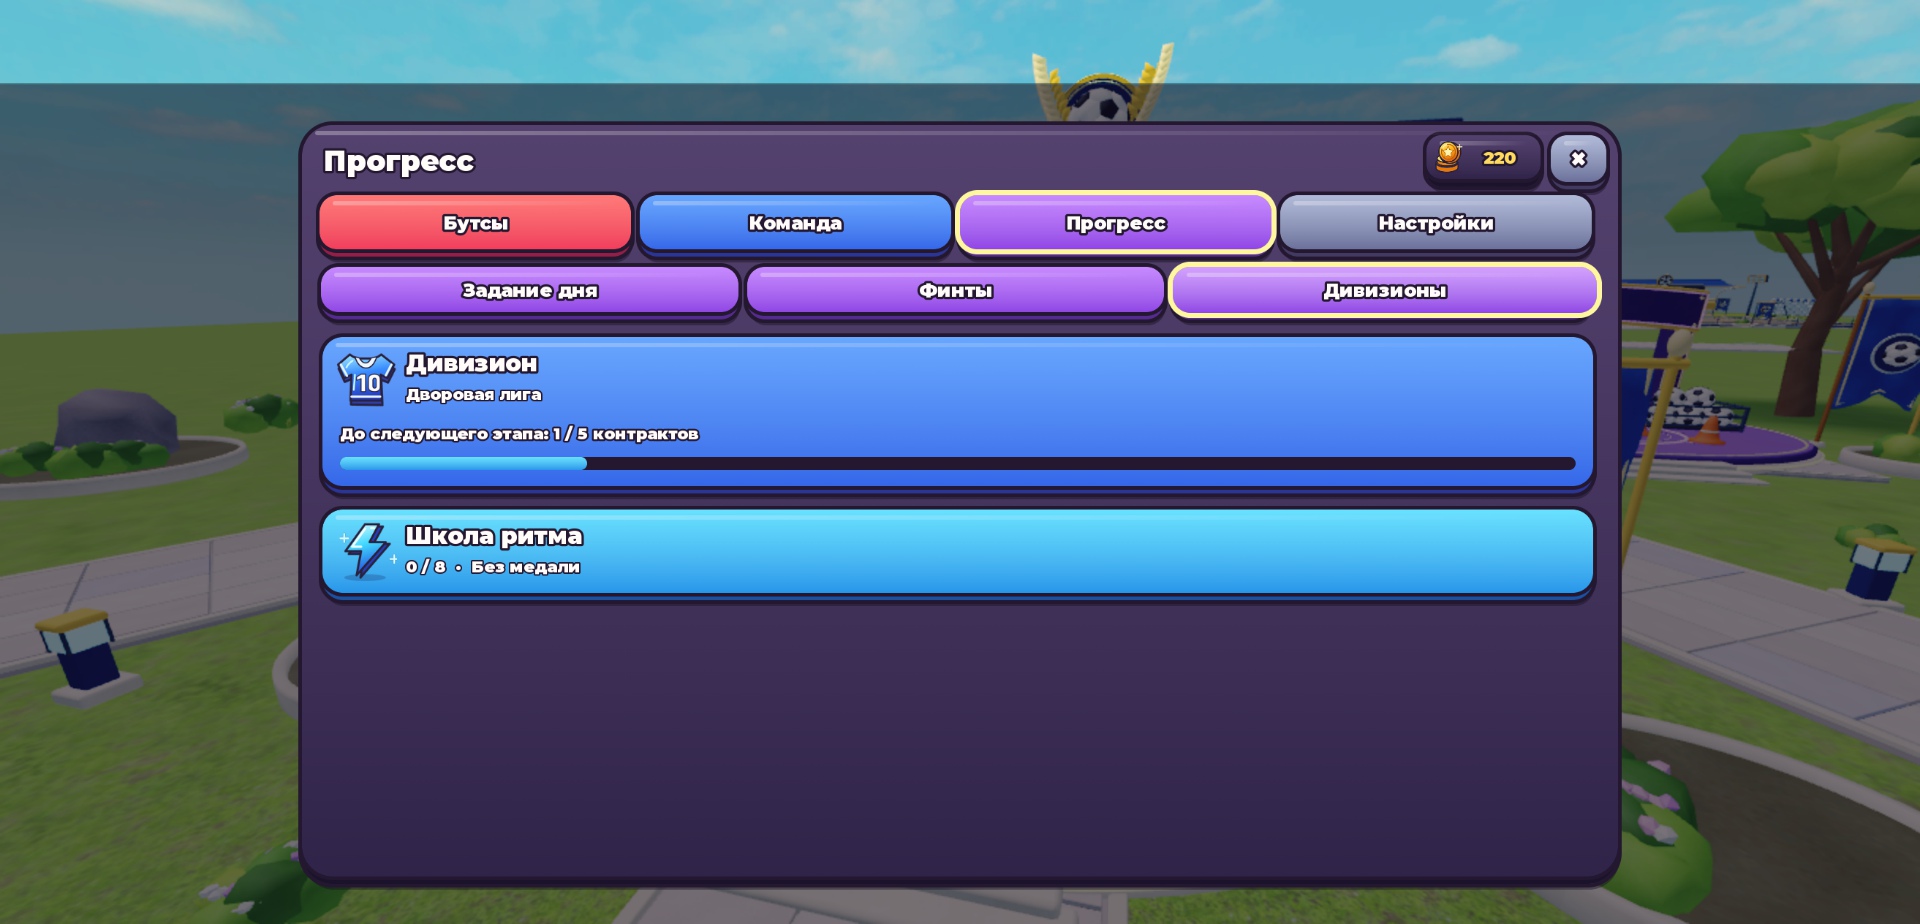 Прогресс
220
Бутсы
Команда
Прогресс
Настройки
Задание дня
Финты
Дивизионы
10
Дивизион
Дворовая лига
До следующего этапа: 1 / 5 контрактов
Школа ритма
0 / 8 • Без медали